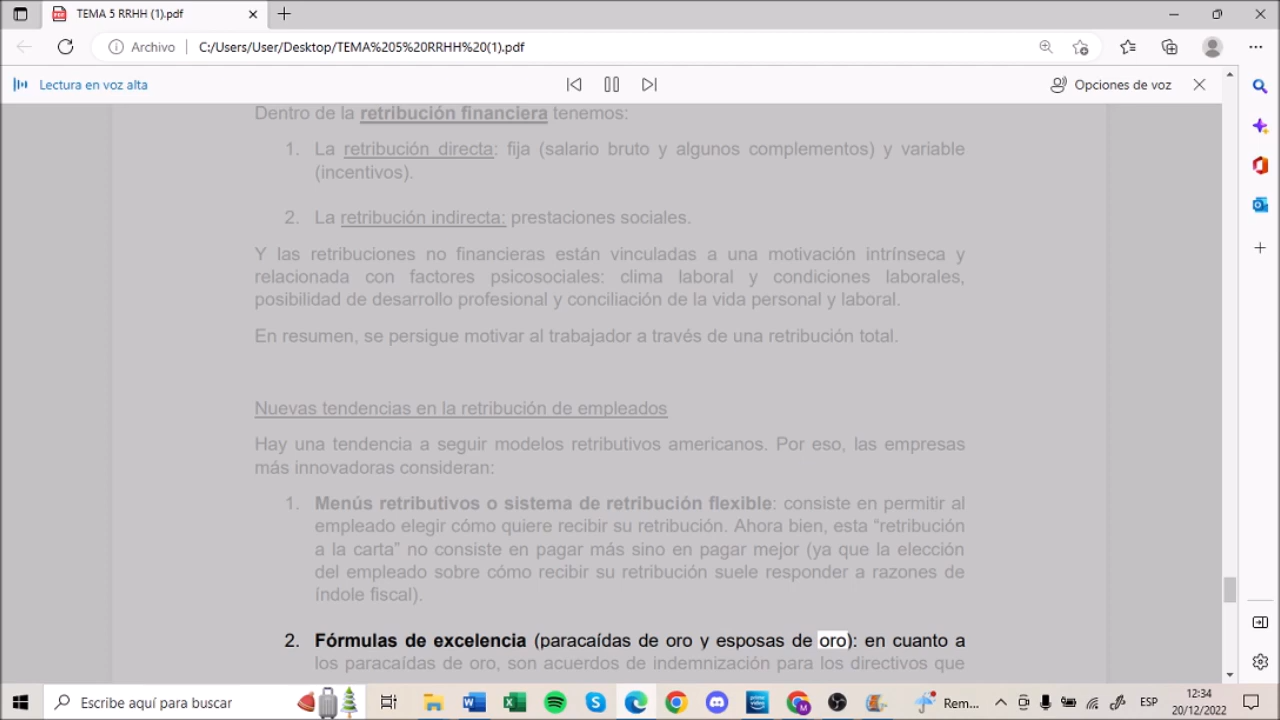 TEMA 5 RRHH (1).pdf
Archivo
C:/Users/User/Desktop/TEMA%205%20RRHH%20(1).pdf
Lectura en voz alta
Opciones de voz
Dentro de la retribución financiera tenemos:
1. La retribución directa: fija (salario bruto y algunos complementos) y variable
(incentivos).
2. La retribución indirecta: prestaciones sociales.
Y las retribuciones no financieras están vinculadas a una motivación intrínseca y
relacionada con factores psicosociales: clima laboral y condiciones laborales,
posibilidad de desarrollo profesional y conciliación de la vida personal y laboral.
En resumen, se persigue motivar al trabajador a través de una retribución total.
Nuevas tendencias en la retribución de empleados
Hay una tendencia a seguir modelos retributivos americanos. Por eso, las empresas
más innovadoras consideran:
1. Menús retributivos o sistema de retribución flexible: consiste en permitir al
empleado elegir cómo quiere recibir su retribución. Ahora bien, esta “retribución
a la carta” no consiste en pagar más sino en pagar mejor (ya que la elección
del empleado sobre cómo recibir su retribución suele responder a razones de
índole fiscal).
2. Fórmulas de excelencia (paracaídas de oro y esposas de oro): en cuanto a
los paracaídas de oro, son acuerdos de indemnización para los directivos que
Escribe aquí para buscar
Rem...
ESP
12:34
20/12/2022